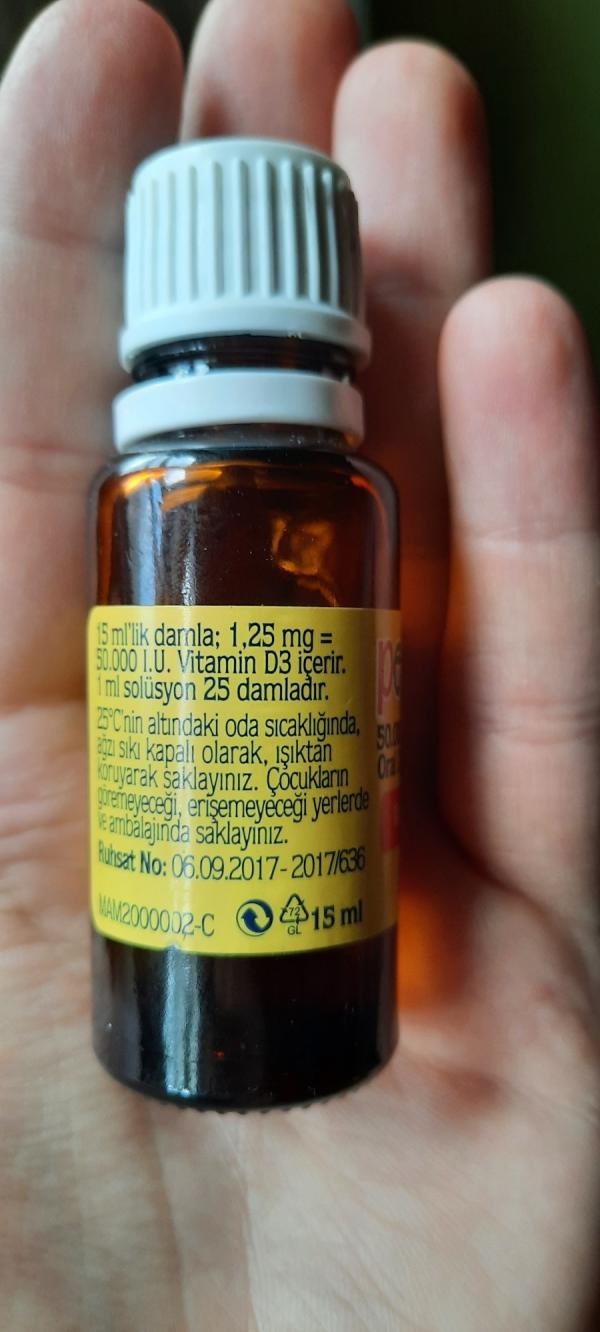 15 ml'lik damla; 1,25 mg =
50.000 I.U. Vitamin D3 içerir.
1 ml solüsyon 25 damladır.
25°C'nin altındaki oda sıcaklığında,
ağzı sıkı kapalı olarak, ışıktan
koruyarak saklayınız. Çocukların
göremeyeceği, erişemeyeceği yerlerde
ve ambalajında saklayınız.
Ruhsat No: 06.09.2017- 2017/636
MAM2000002-C
72
GL
15 ml